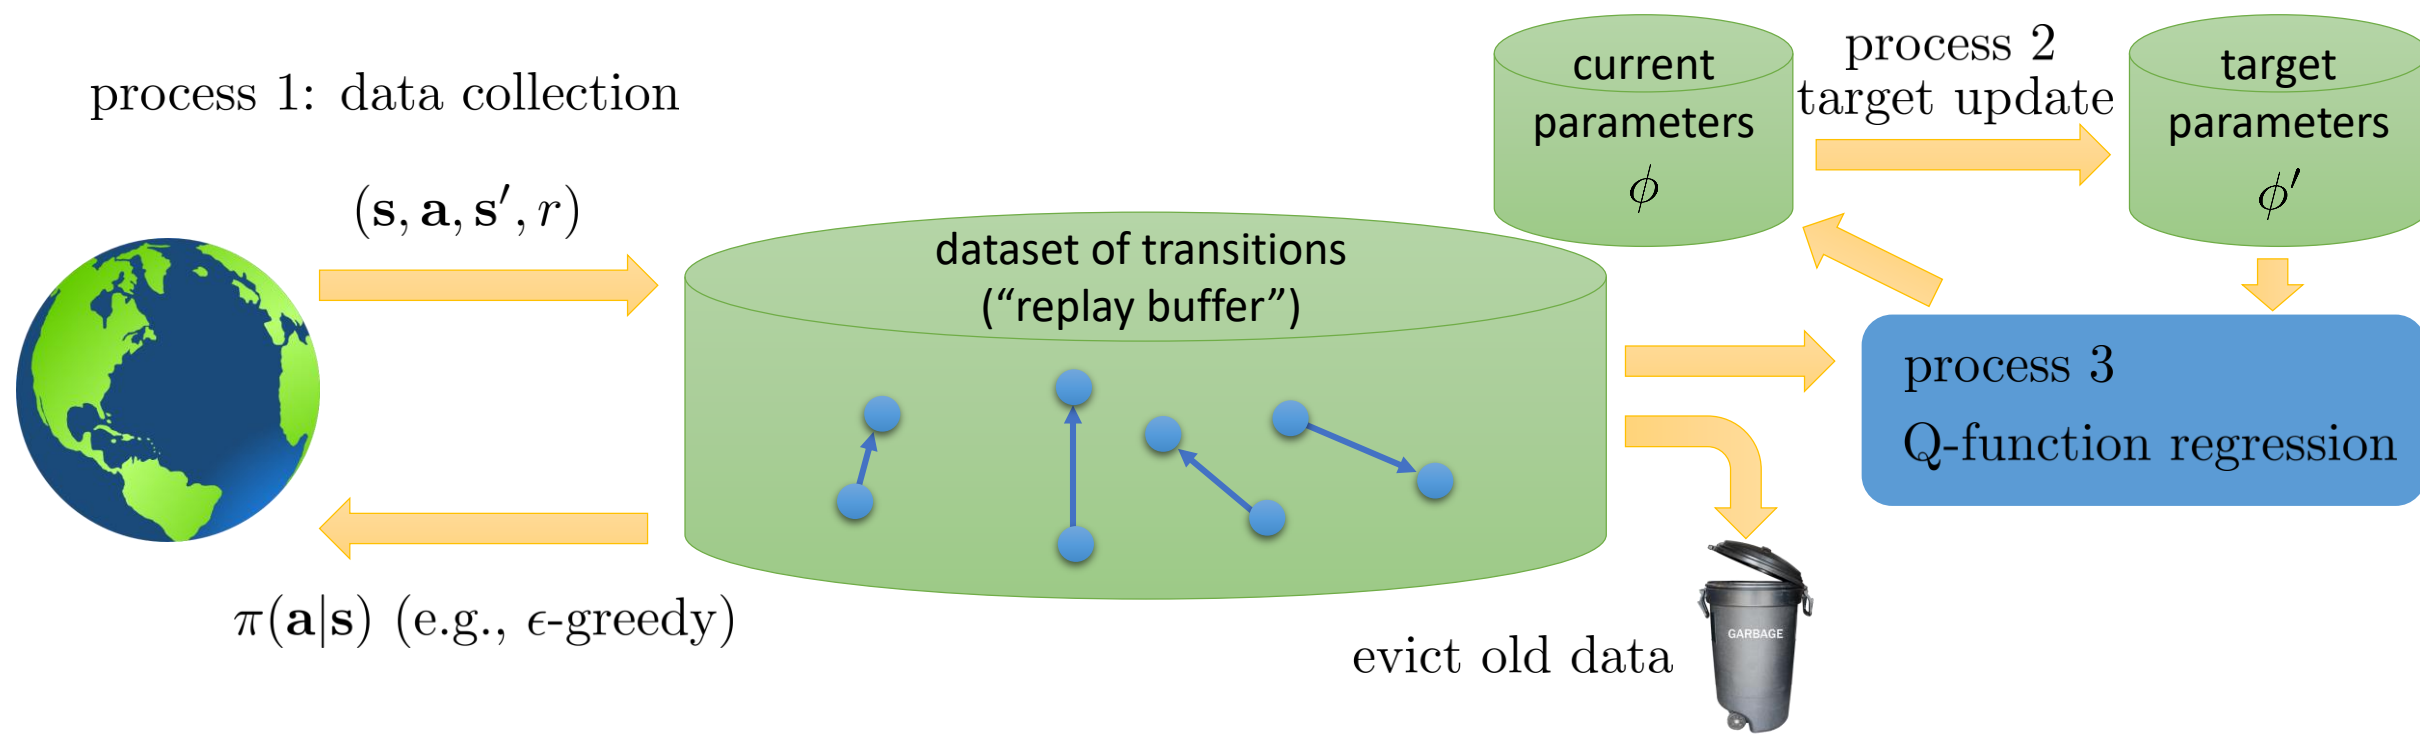 process 1: data collection
(s, a, s′, r)
π(a|s) (e.g., ϵ-greedy)
dataset of transitions
(“replay buffer”)
current
parameters
ϕ
process 2
target update
target
parameters
ϕ′
process 3
Q-function regression
evict old data
GARBAGE